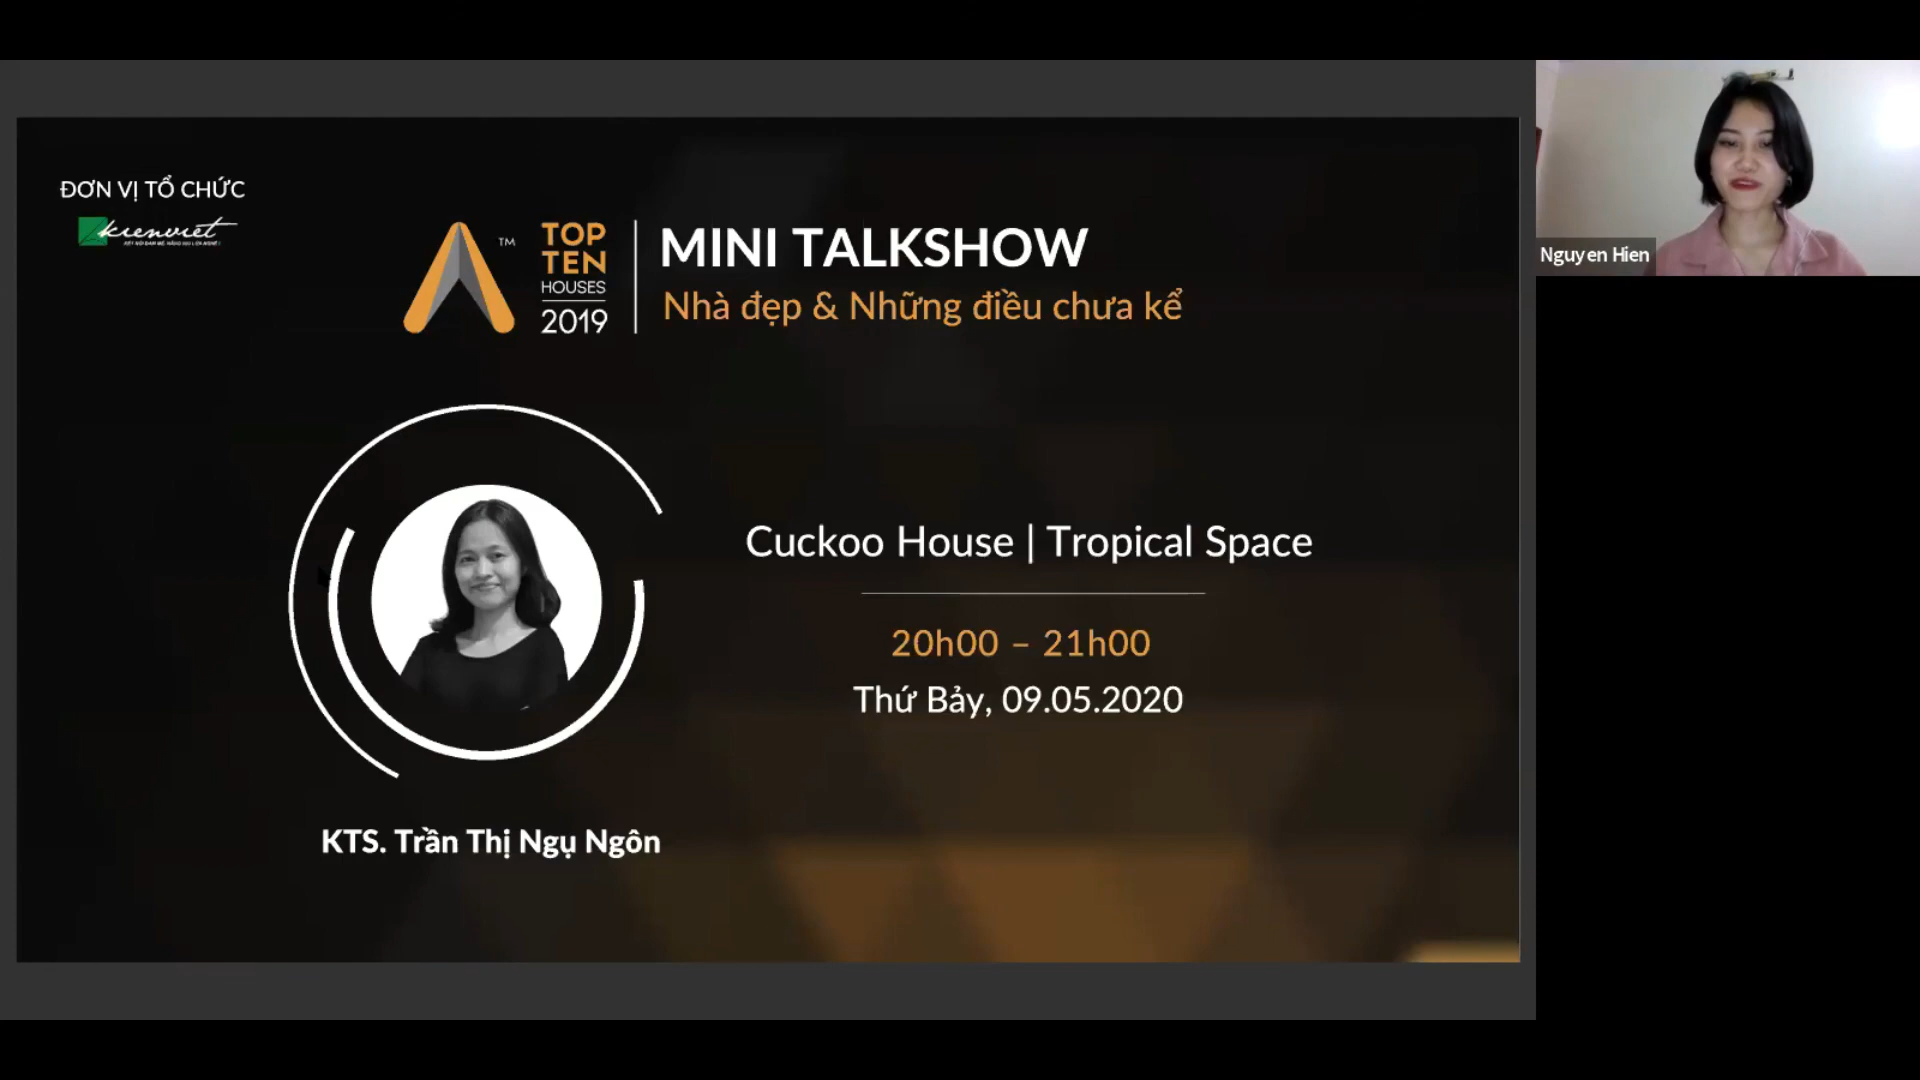 ĐƠN VỊ TỔ CHỨC
kienviet
TM
TOP
TEN
HOUSES
2019
MINI TALKSHOW
Nhà đẹp & Những điều chưa kể
Nguyen Hien
Cuckoo House | Tropical Space
20h00 – 21h00
Thứ Bảy, 09.05.2020
KTS. Trần Thị Ngụ Ngôn